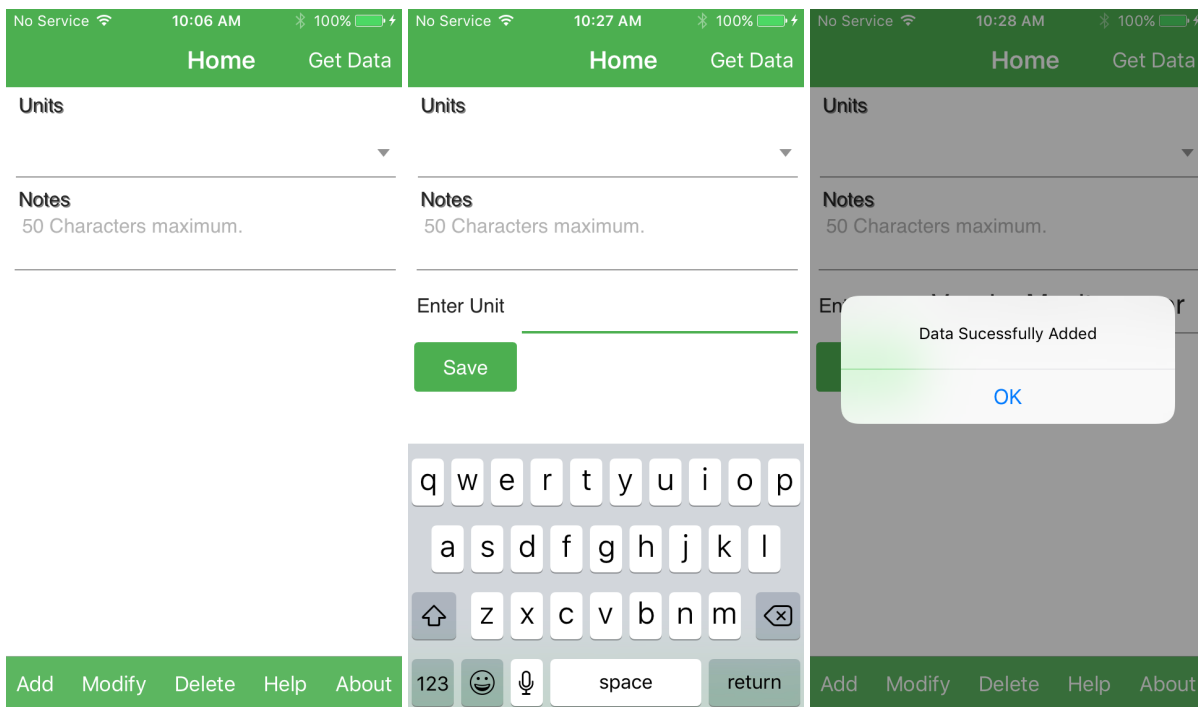 No Service 10:06 AM 100%
Home Get Data
Units
Notes
50 Characters maximum.
Add Modify Delete Help About
No Service 10:27 AM 100%
Home Get Data
Units
Notes
50 Characters maximum.
Enter Unit
Save
q w e r t y u i o p
a s d f g h j k l
z x c v b n m
123 space return
No Service 10:28 AM 100%
Home Get Data
Units
Notes
50 Characters maximum.
Data Sucessfully Added
OK
Add Modify Delete Help About